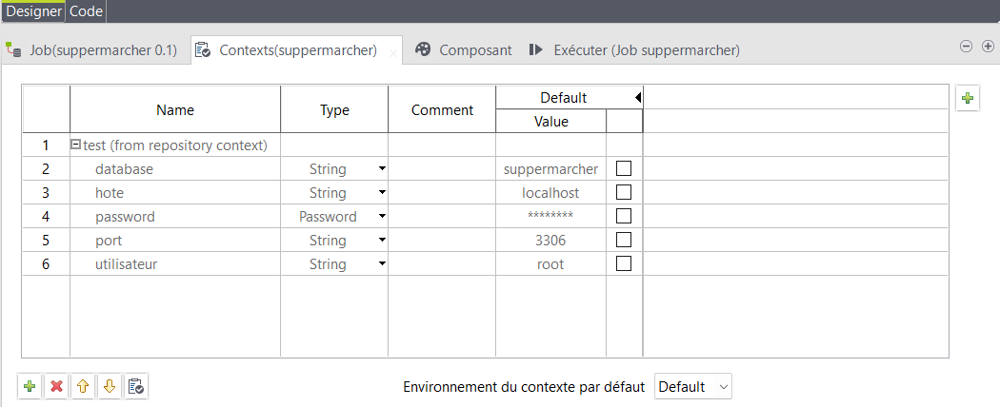 Designer Code
Job(suppermarcher 0.1) Contexts(suppermarcher) Composant Exécuter (Job suppermarcher)
Name Type Comment Default
Value
1 test (from repository context)
2 database String suppermarcher
3 hote String localhost
4 password Password ********
5 port String 3306
6 utilisateur String root
Environnement du contexte par défaut Default